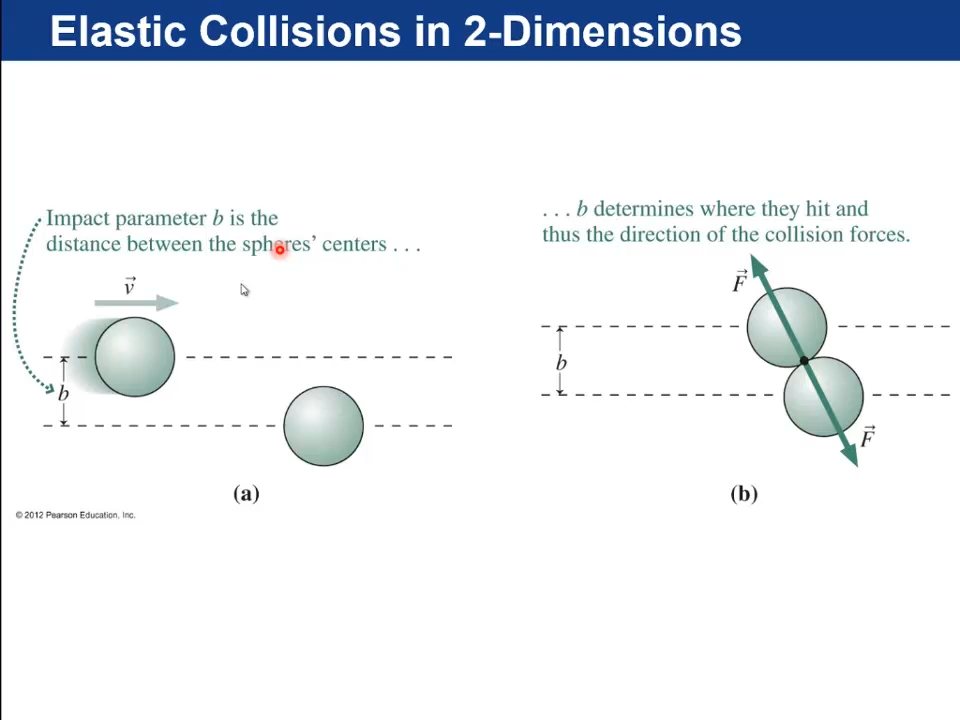 Elastic Collisions in 2-Dimensions
Impact parameter b is the
distance between the spheres’ centers . . .
v
b
(a)
© 2012 Pearson Education, Inc.
. . . b determines where they hit and
thus the direction of the collision forces.
F
b
F
(b)